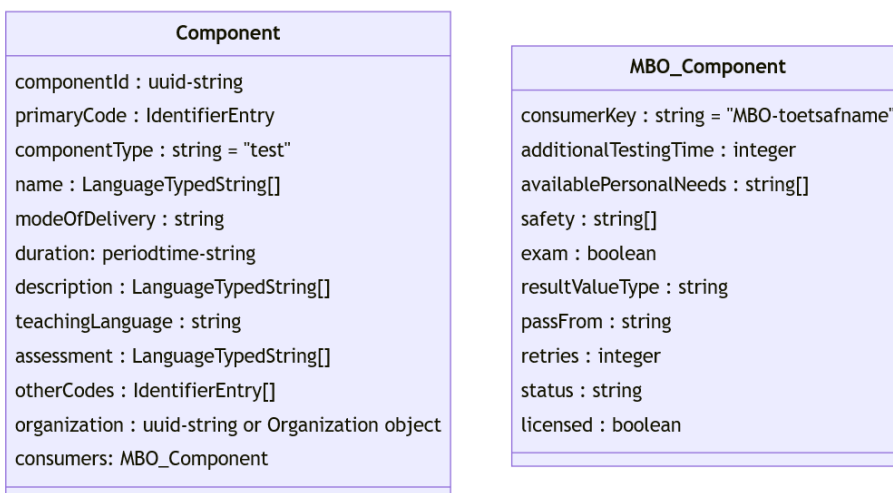 Component
componentId : uuid-string
primaryCode : IdentifierEntry
componentType : string = "test"
name : LanguageTypedString[]
modeOfDelivery : string
duration: periodtime-string
description : LanguageTypedString[]
teachingLanguage : string
assessment : LanguageTypedString[]
otherCodes : IdentifierEntry[]
organization : uuid-string or Organization object
consumers: MBO_Component
MBO_Component
consumerKey : string = "MBO-toetsafname"
additionalTestingTime : integer
availablePersonalNeeds : string[]
safety : string[]
exam : boolean
resultValueType : string
passFrom : string
retries : integer
status : string
licensed : boolean